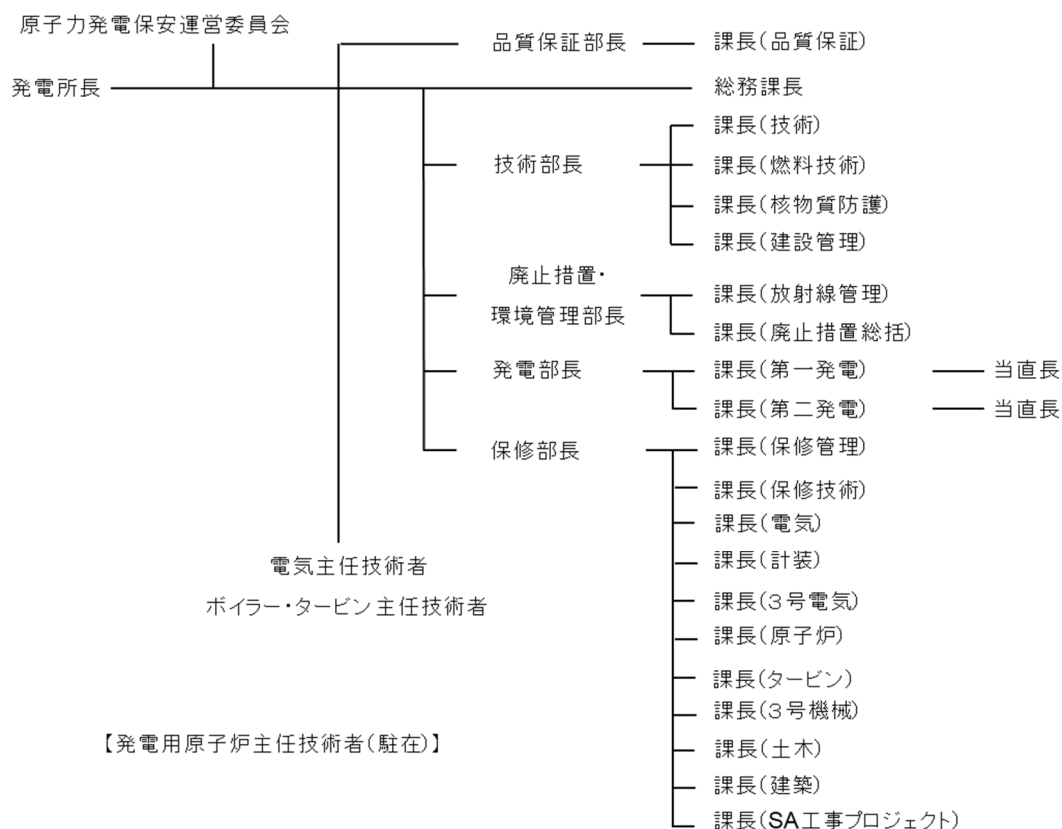 原子力発電保安運営委員会
品質保証部長 課長(品質保証)
発電所長 総務課長
課長(技術)
技術部長 課長(燃料技術)
課長(核物質防護)
課長(建設管理)
廃止措置・
環境管理部長
課長(放射線管理)
課長(廃止措置総括)
発電部長 課長(第一発電) 当直長
課長(第二発電) 当直長
保修部長 課長(保修管理)
課長(保修技術)
課長(電気)
課長(計装)
課長(3号電気)
課長(原子炉)
課長(タービン)
課長(3号機械)
課長(土木)
課長(建築)
課長(SA工事プロジェクト)
電気主任技術者
ボイラー・タービン主任技術者
【発電用原子炉主任技術者(駐在)】